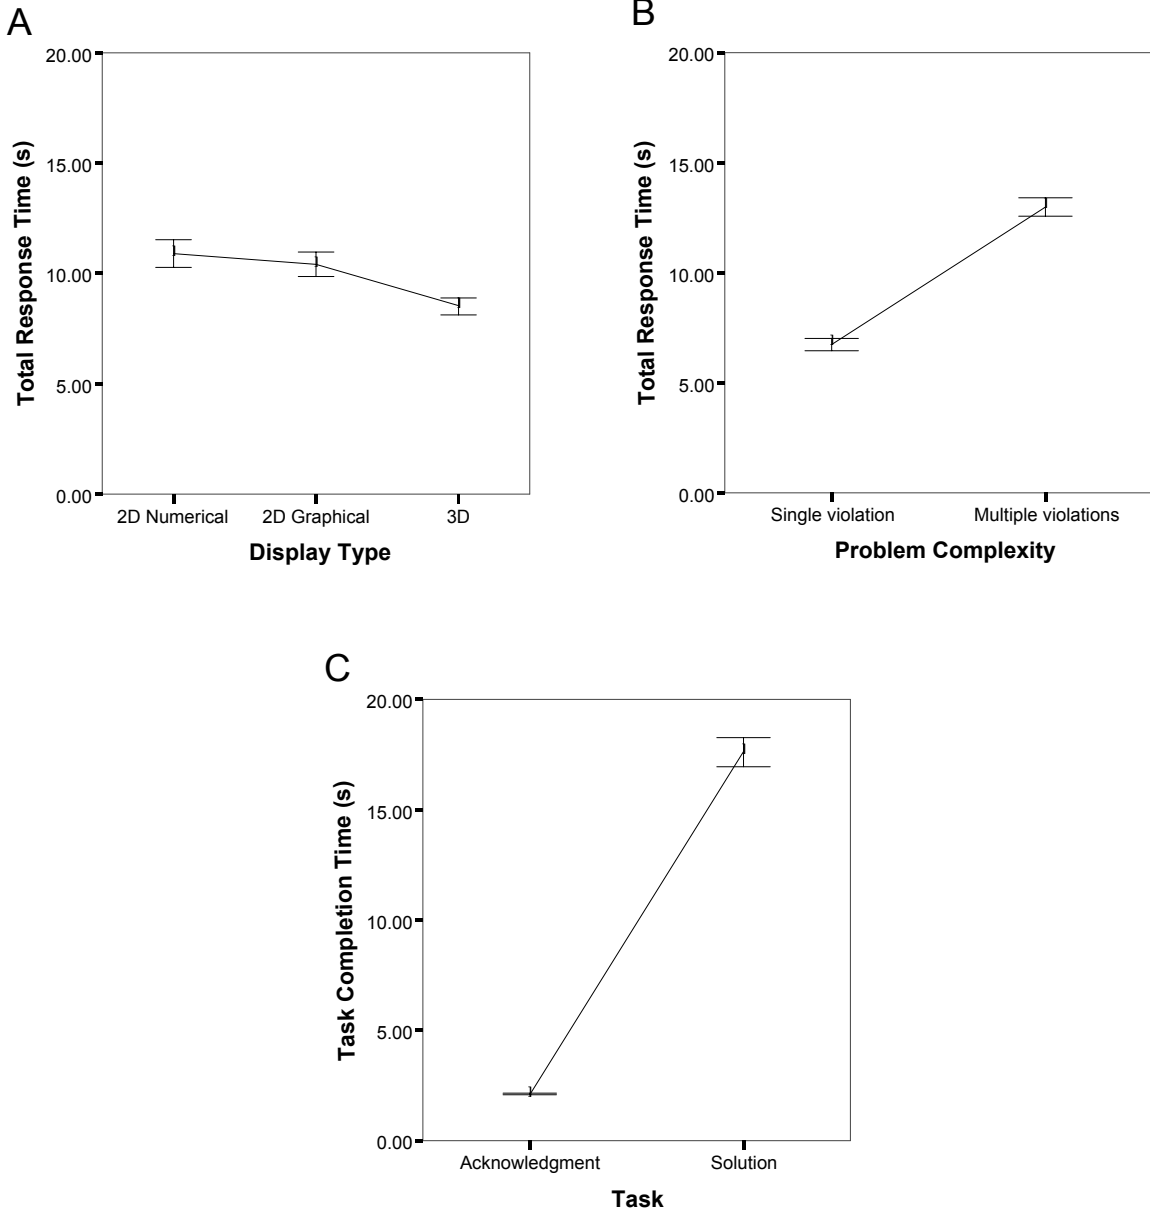 A
20.00
15.00
10.00
5.00
0.00
Total Response Time (s)
2D Numerical 2D Graphical 3D
Display Type
B
20.00
15.00
10.00
5.00
0.00
Total Response Time (s)
Single violation Multiple violations
Problem Complexity
C
20.00
15.00
10.00
5.00
0.00
Task Completion Time (s)
Acknowledgment Solution
Task